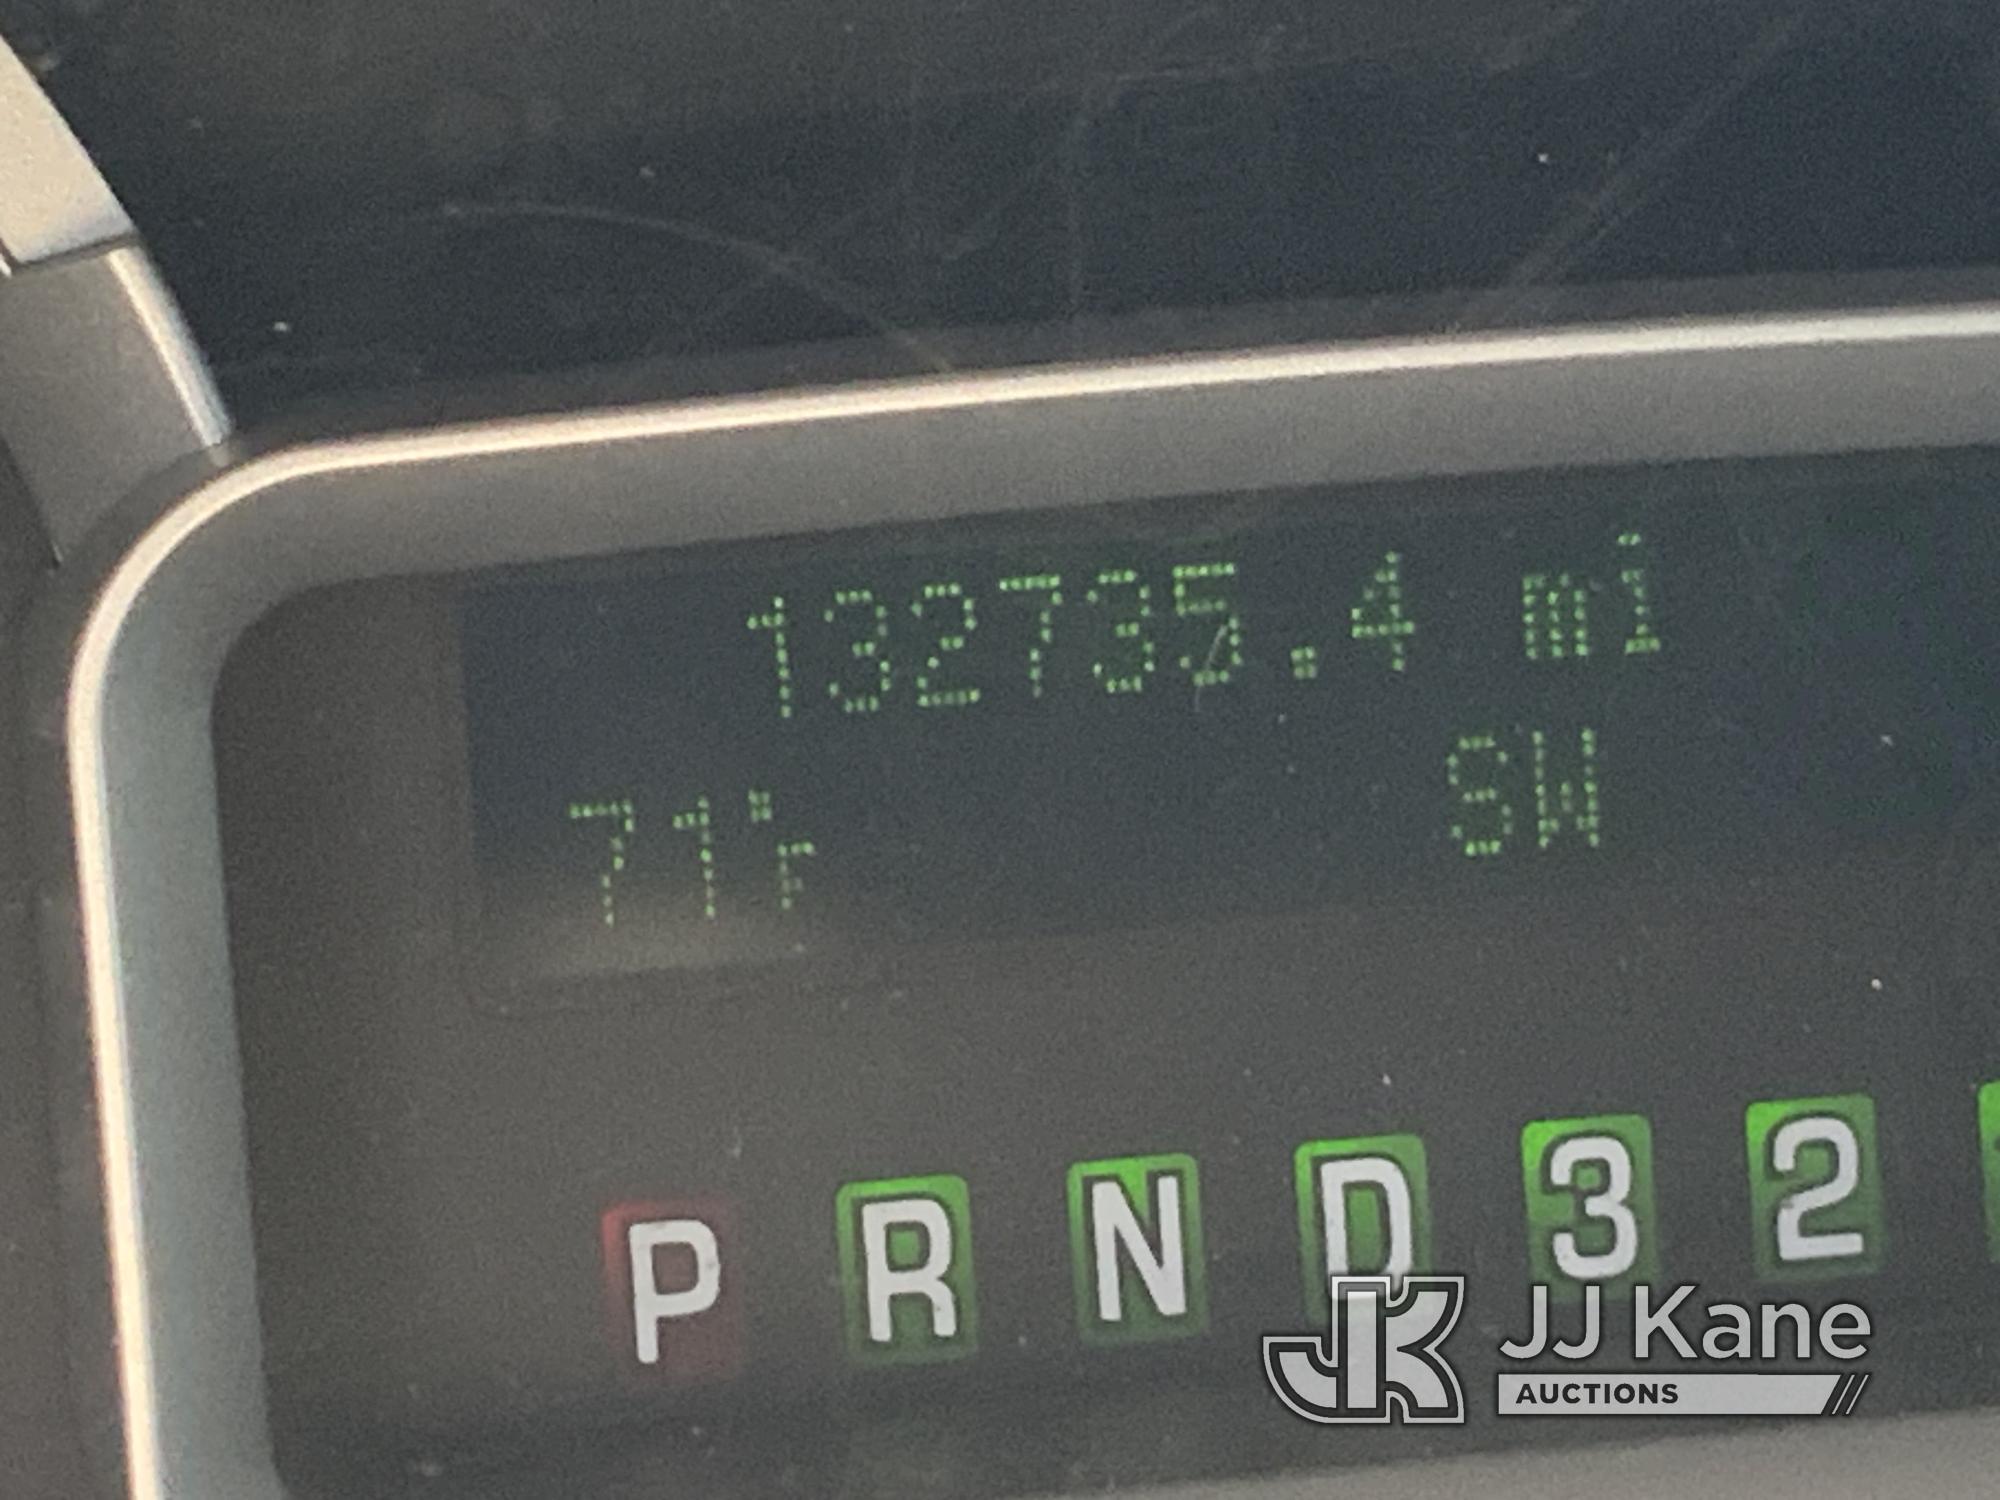 132735.4 mi
71°F SW
P R N D 3 2
JJ Kane
AUCTIONS